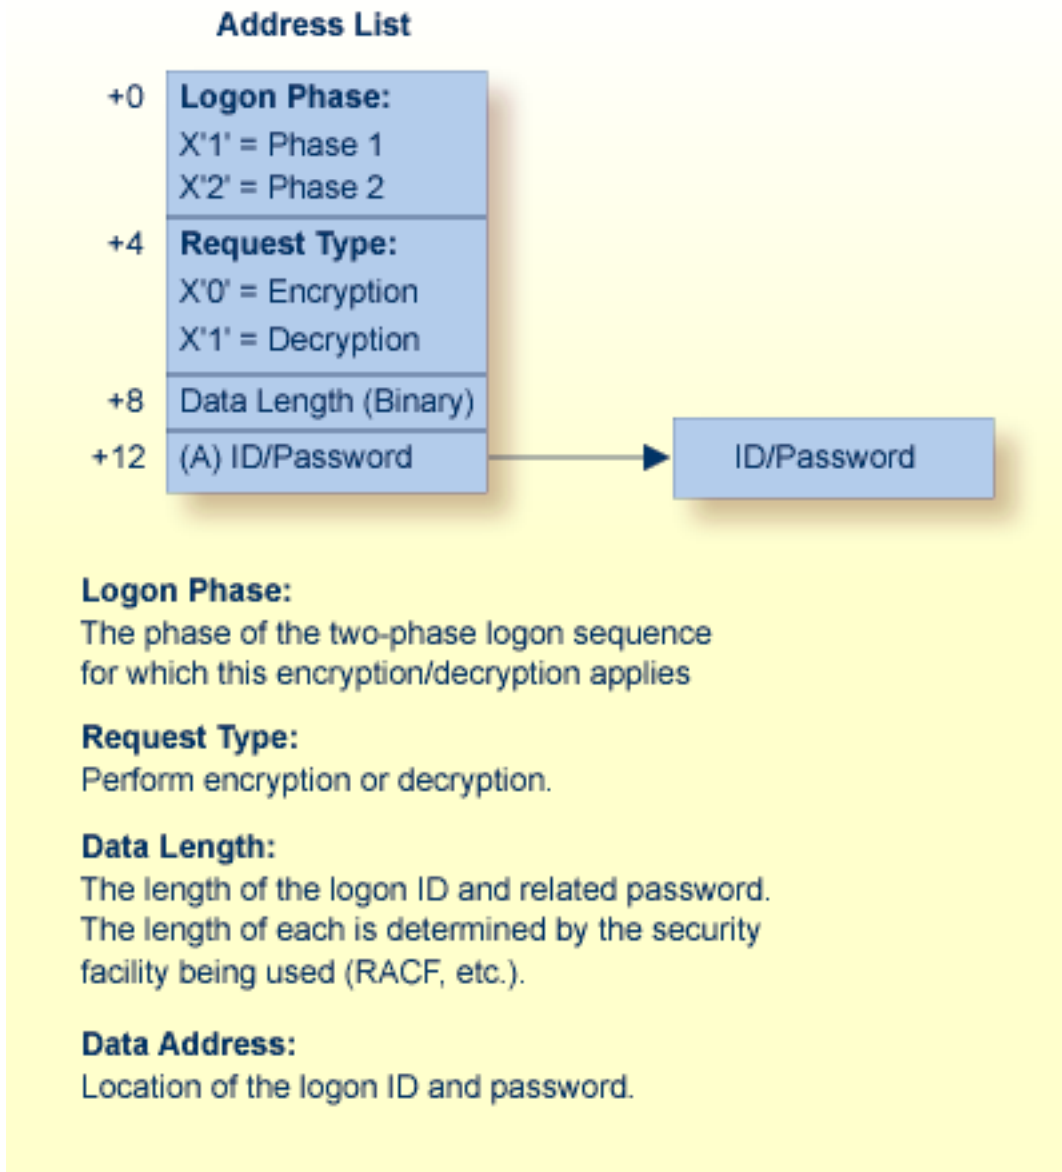 Address List
+0 Logon Phase:
X'1' = Phase 1
X'2' = Phase 2
+4 Request Type:
X'0' = Encryption
X'1' = Decryption
+8 Data Length (Binary)
+12 (A) ID/Password ID/Password
Logon Phase:
The phase of the two-phase logon sequence
for which this encryption/decryption applies
Request Type:
Perform encryption or decryption.
Data Length:
The length of the logon ID and related password.
The length of each is determined by the security
facility being used (RACF, etc.).
Data Address:
Location of the logon ID and password.